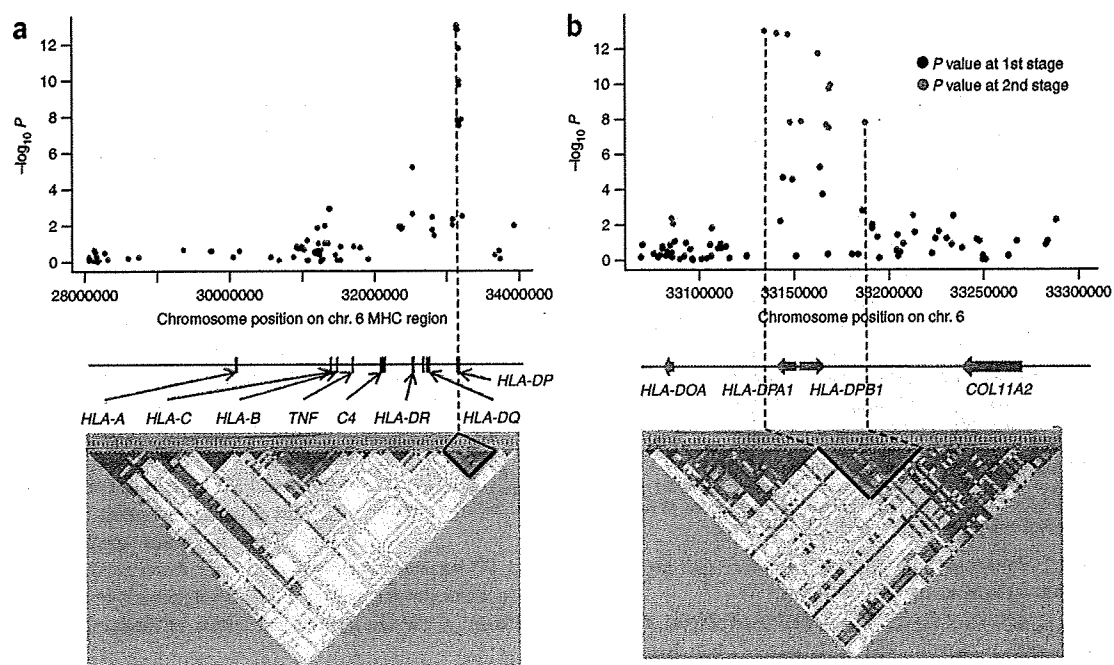 a
12
10
8
6
4
2
0
–log10 P
28000000 30000000 32000000 34000000
Chromosome position on chr. 6 MHC region
HLA-DP
HLA-A HLA-C HLA-B TNF C4 HLA-DR HLA-DQ
b
12
10
8
6
4
2
0
–log10 P
P value at 1st stage
P value at 2nd stage
33100000 33150000 33200000 33250000 33300000
Chromosome position on chr. 6
HLA-DOA HLA-DPA1 HLA-DPB1 COL11A2